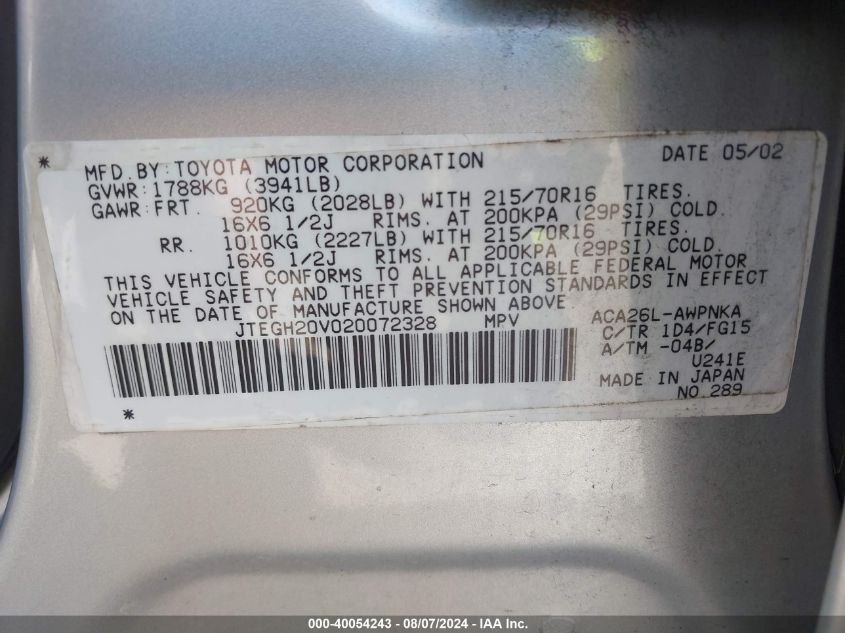 * MFD. BY: TOYOTA MOTOR CORPORATION DATE 05/02
GVWR: 1788KG (3941LB)
GAWR: FRT. 920KG (2028LB) WITH 215/70R16 TIRES.
16X6 1/2J RIMS. AT 200KPA (29PSI) COLD.
RR. 1010KG (2227LB) WITH 215/70R16 TIRES.
16X6 1/2J RIMS. AT 200KPA (29PSI) COLD.
THIS VEHICLE CONFORMS TO ALL APPLICABLE FEDERAL MOTOR
VEHICLE SAFETY AND THEFT PREVENTION STANDARDS IN EFFECT
ON THE DATE OF MANUFACTURE SHOWN ABOVE
JTEGH20V020072328 MPV ACA26L-AWPNKA
C/TR 1D4/FG15
A/TM -04B/
U241E
MADE IN JAPAN
* NO.289
000-40054243 - 08/07/2024 - IAA Inc.